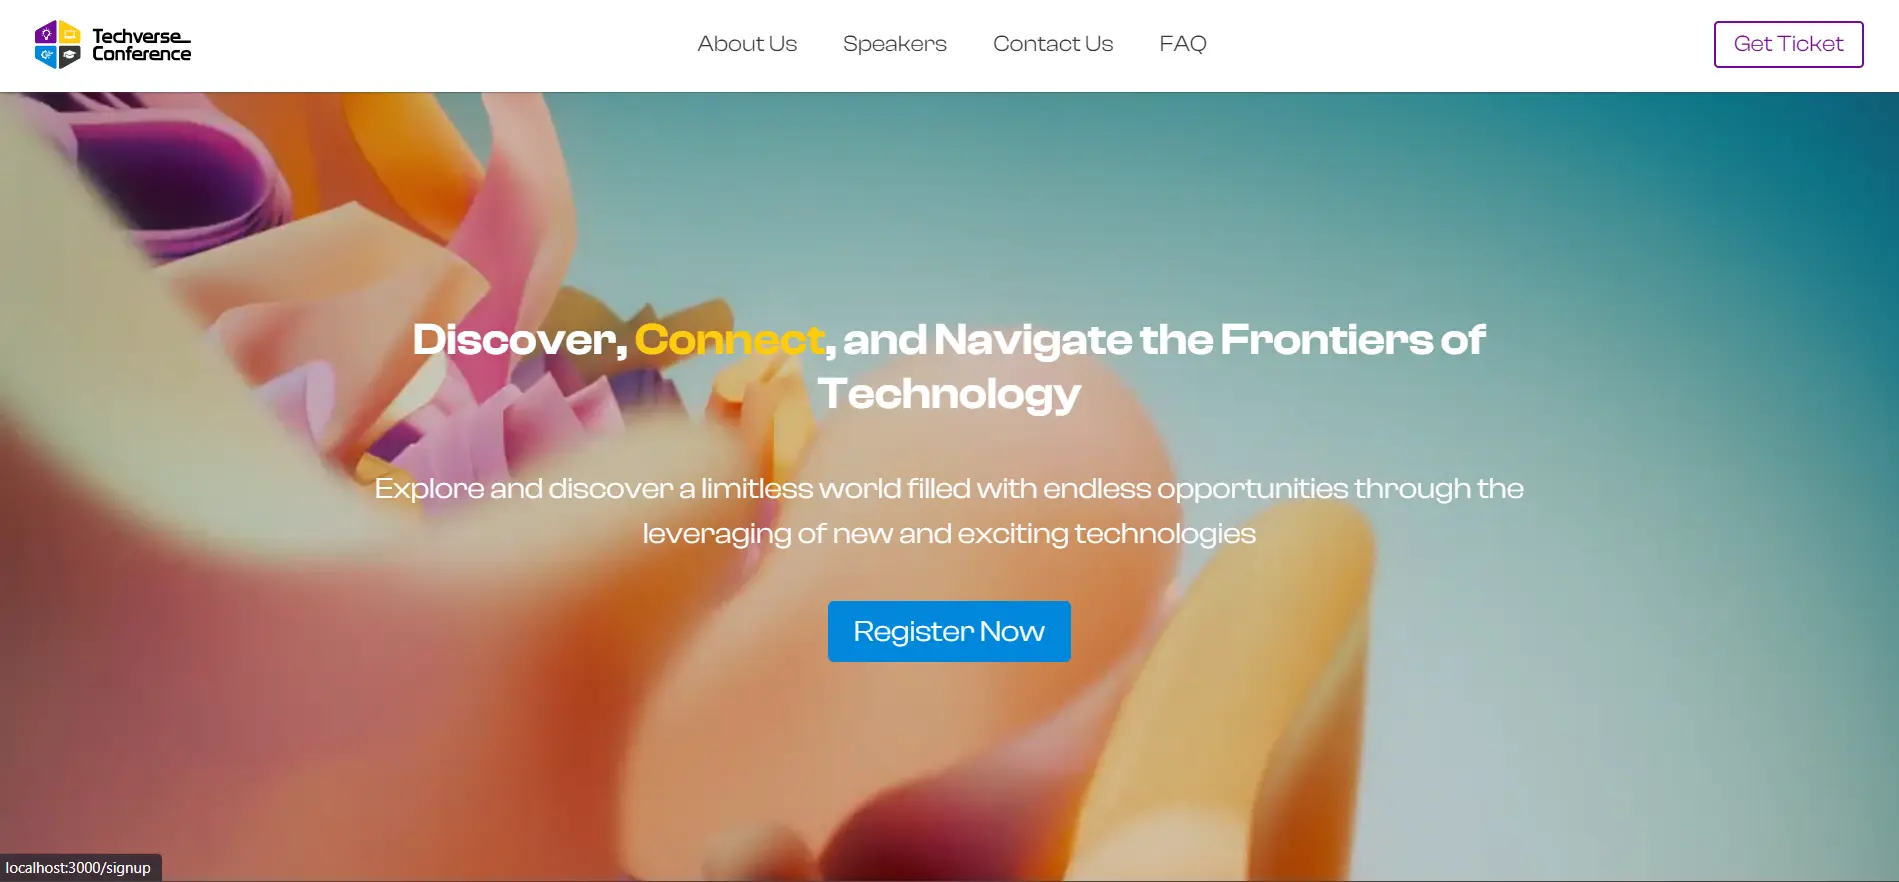 Techverse
Conference
About Us
Speakers
Contact Us
FAQ
Get Ticket
Discover, Connect, and Navigate the Frontiers of
Technology
Explore and discover a limitless world filled with endless opportunities through the
leveraging of new and exciting technologies
Register Now
localhost:3000/signup